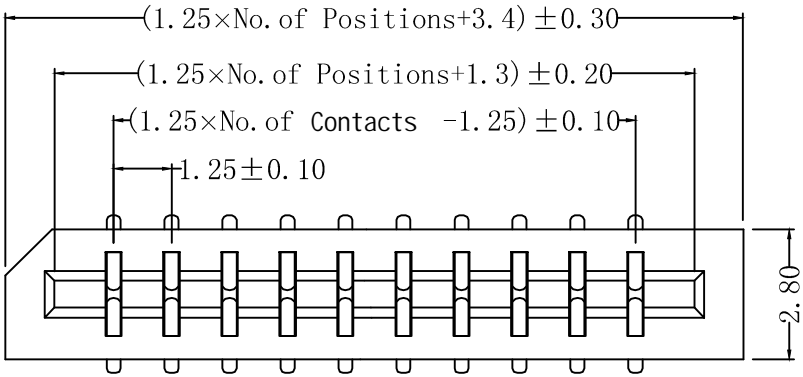 (1.25×No.of Positions+3.4)±0.30
(1.25×No.of Positions+1.3)±0.20
(1.25×No.of Contacts -1.25)±0.10
1.25±0.10
2.80